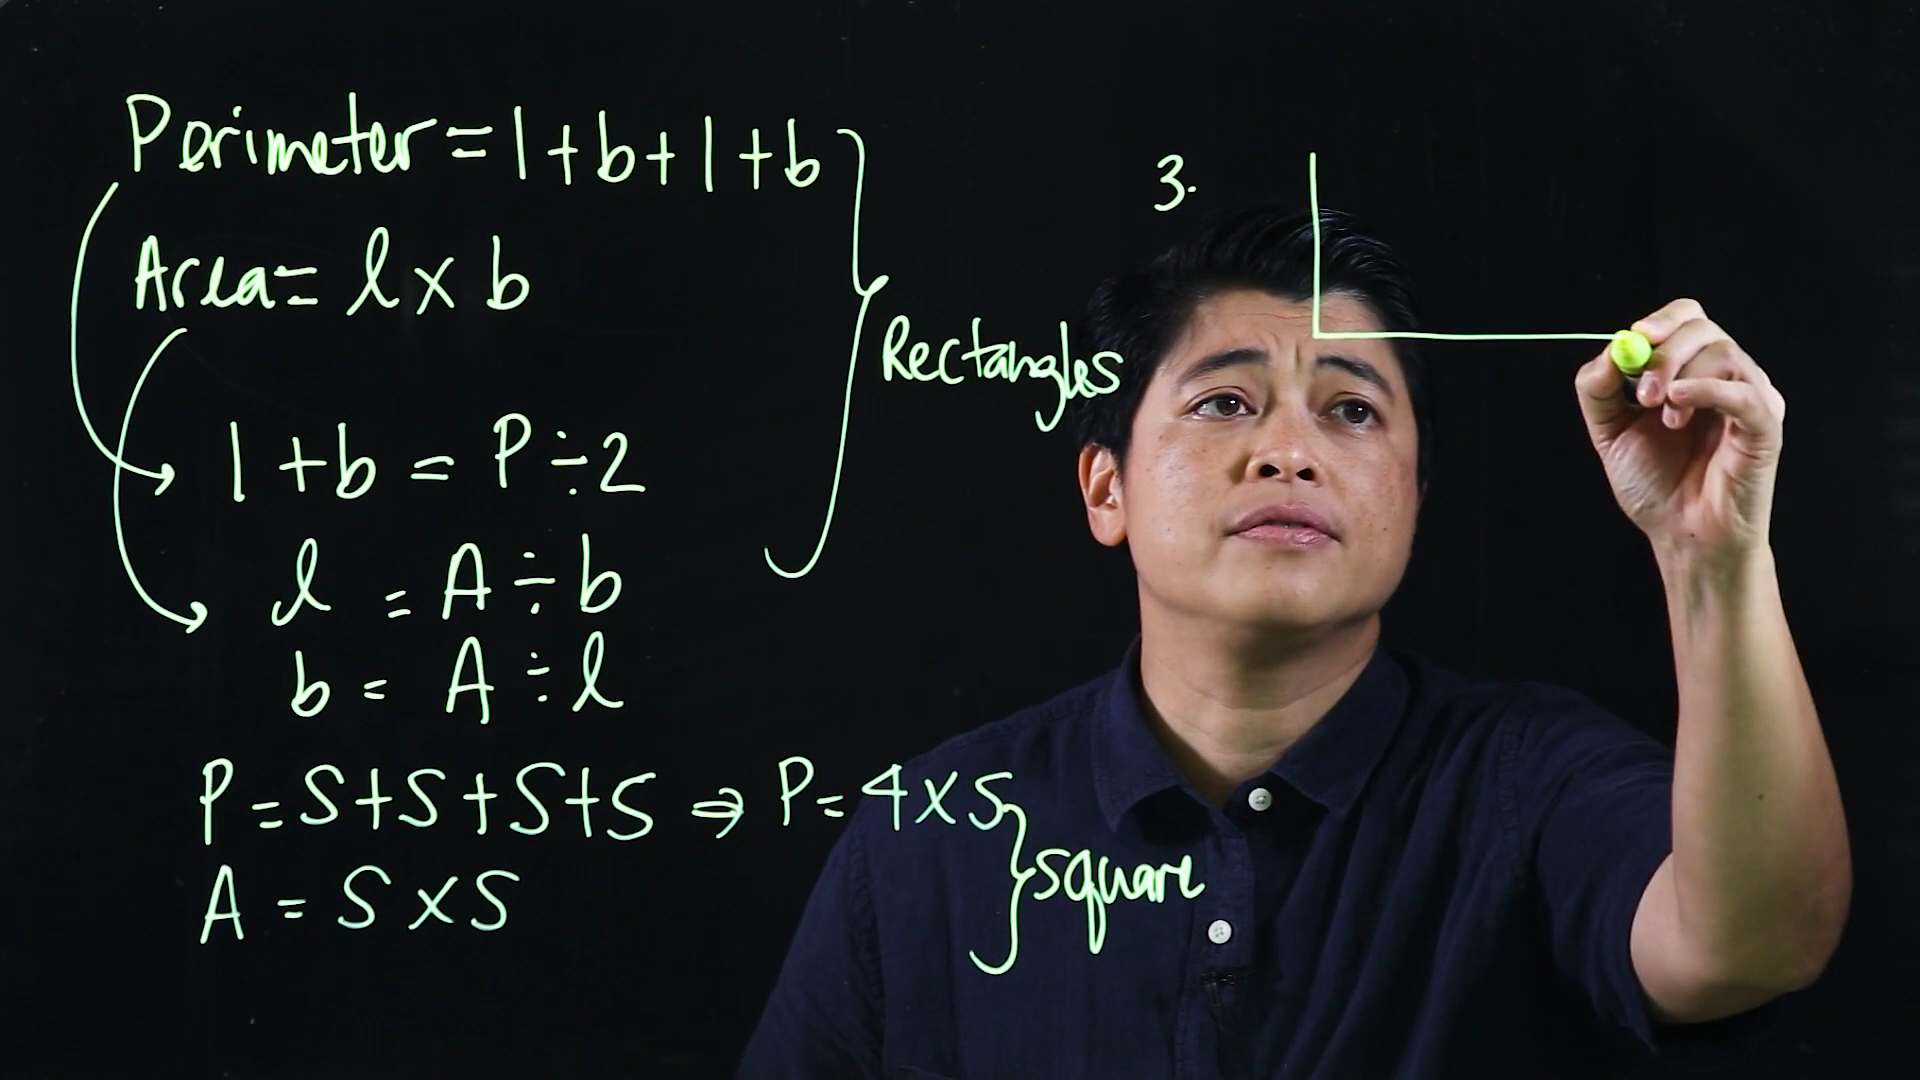 Perimeter = l + b + l + b
Area = l × b
Rectangles
l + b = P ÷ 2
l = A ÷ b
b = A ÷ l
P = S + S + S + S ⇒ P = 4 × S
A = S × S
square
3.